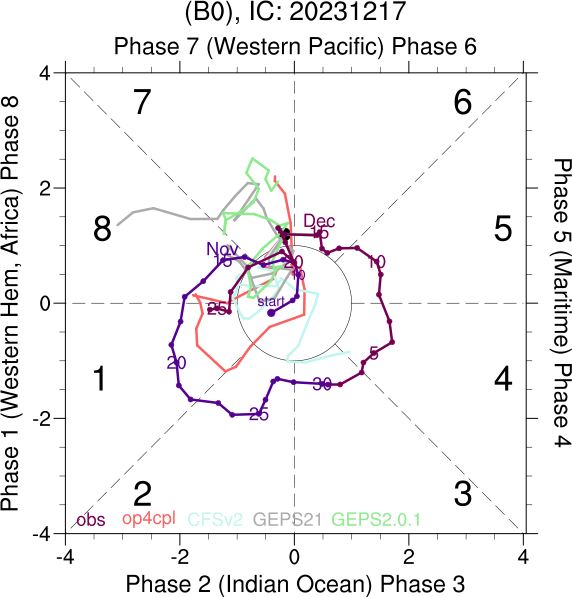 (B0), IC: 20231217
Phase 7 (Western Pacific) Phase 6
Phase 1 (Western Hem, Africa) Phase 8
Phase 5 (Maritime) Phase 4
4
2
0
-2
-4
7
6
8
5
1
4
2
3
Dec
15
Nov
15
20
10
10
start
25
5
20
30
25
obs op4cpl CFSv2 GEPS21 GEPS2.0.1
-4 -2 0 2 4
Phase 2 (Indian Ocean) Phase 3